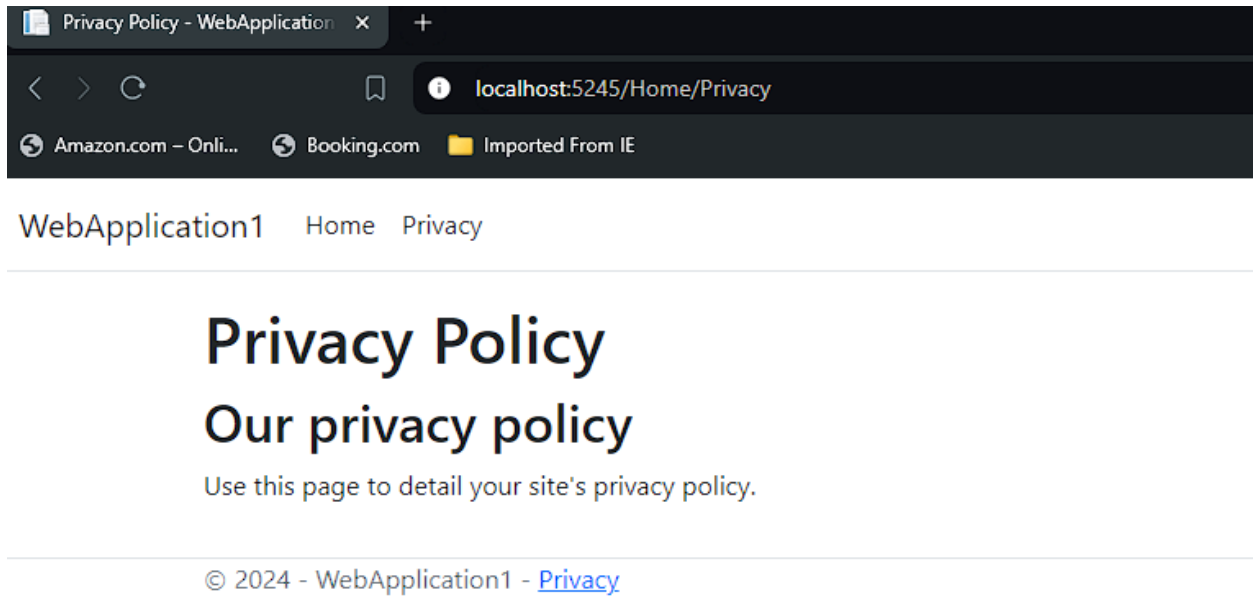 Privacy Policy - WebApplication
localhost:5245/Home/Privacy
Amazon.com – Onli... Booking.com Imported From IE
WebApplication1 Home Privacy
Privacy Policy
Our privacy policy
Use this page to detail your site's privacy policy.
© 2024 - WebApplication1 - Privacy